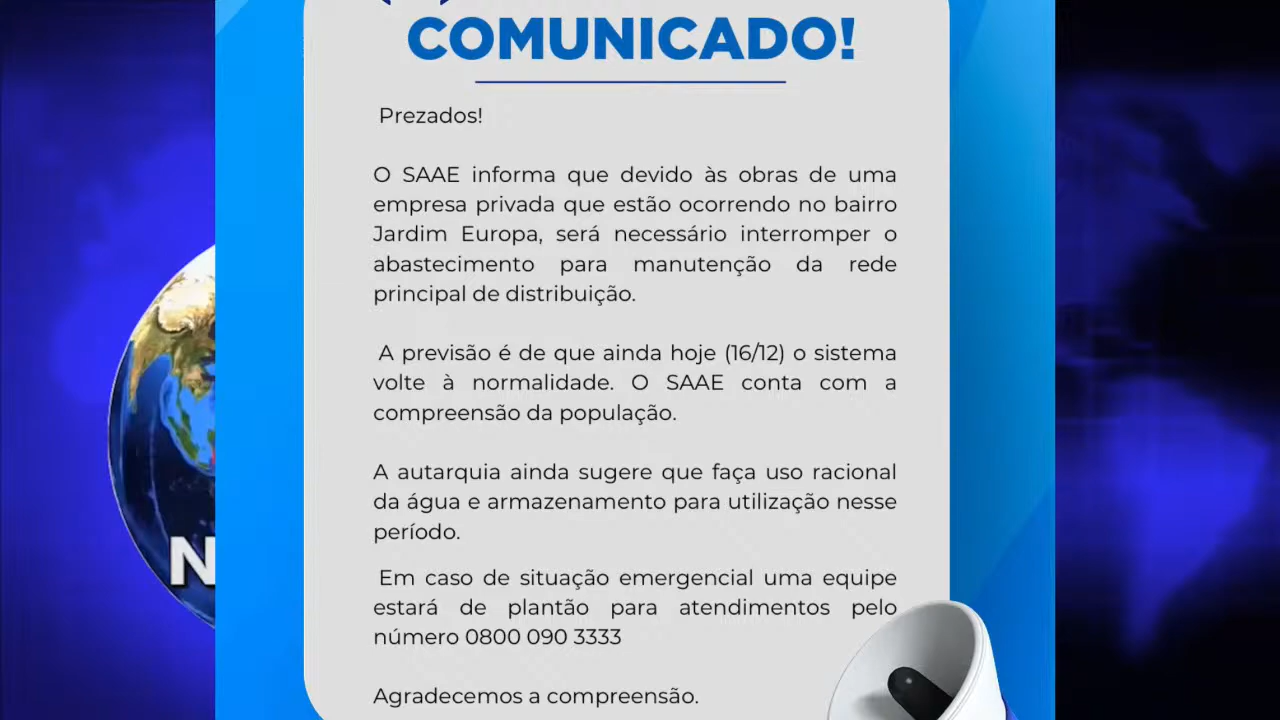 COMUNICADO!
Prezados!
O SAAE informa que devido às obras de uma
empresa privada que estão ocorrendo no bairro
Jardim Europa, será necessário interromper o
abastecimento para manutenção da rede
principal de distribuição.
A previsão é de que ainda hoje (16/12) o sistema
volte à normalidade. O SAAE conta com a
compreensão da população.
A autarquia ainda sugere que faça uso racional
da água e armazenamento para utilização nesse
período.
Em caso de situação emergencial uma equipe
estará de plantão para atendimentos pelo
número 0800 090 3333
Agradecemos a compreensão.
N